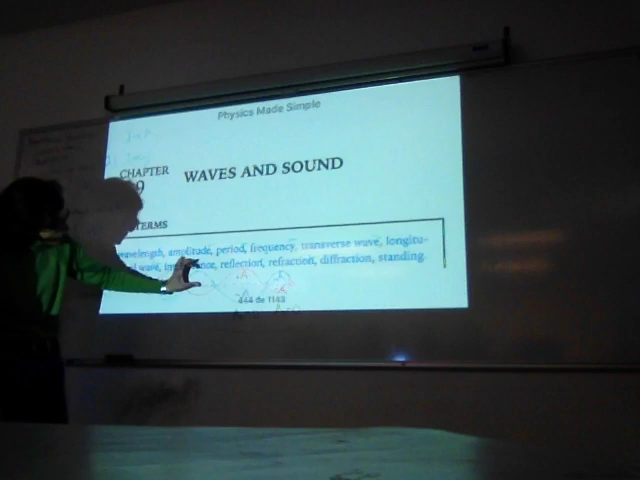 Physics Made Simple
CHAPTER
9 WAVES AND SOUND
TERMS
wavelength, amplitude, period, frequency, transverse wave, longitu-
wave, reflection, refraction, diffraction, standing
444 de 1148